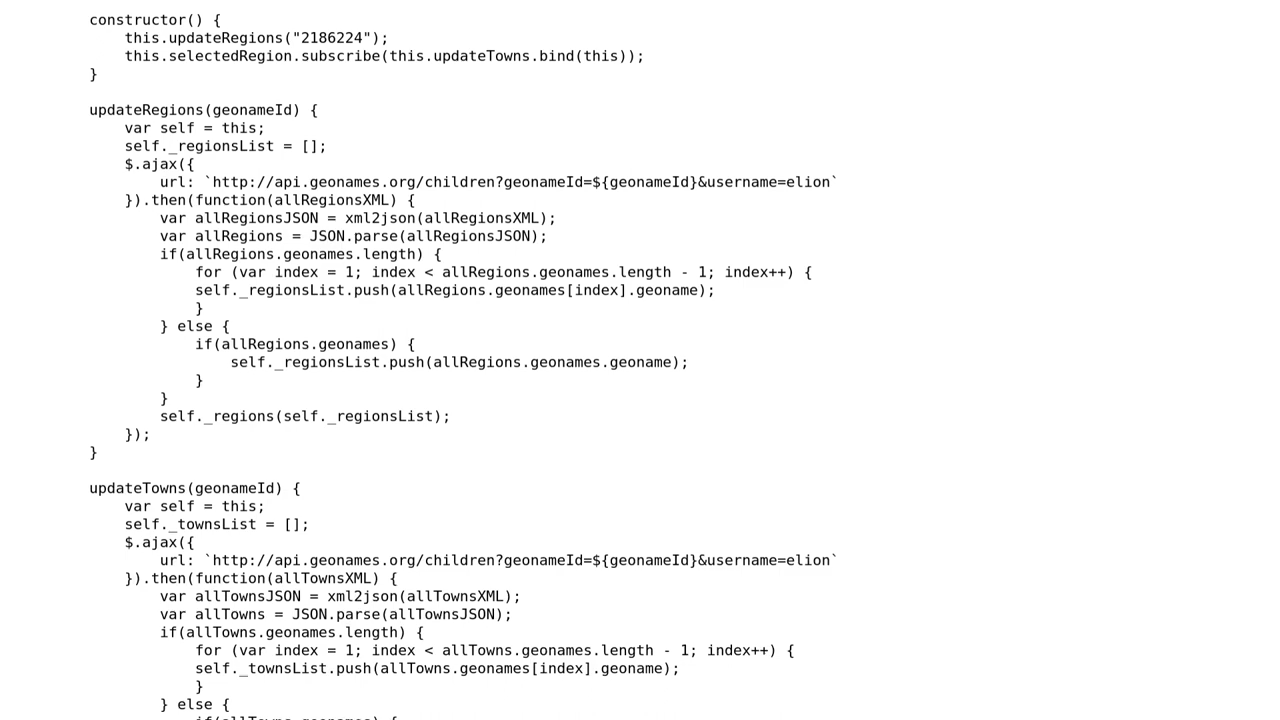 constructor() {
    this.updateRegions("2186224");
    this.selectedRegion.subscribe(this.updateTowns.bind(this));
}

updateRegions(geonameId) {
    var self = this;
    self._regionsList = [];
    $.ajax({
        url: `http://api.geonames.org/children?geonameId=${geonameId}&username=elion`
    }).then(function(allRegionsXML) {
        var allRegionsJSON = xml2json(allRegionsXML);
        var allRegions = JSON.parse(allRegionsJSON);
        if(allRegions.geonames.length) {
            for (var index = 1; index < allRegions.geonames.length - 1; index++) {
            self._regionsList.push(allRegions.geonames[index].geoname);
            }
        } else {
            if(allRegions.geonames) {
                self._regionsList.push(allRegions.geonames.geoname);
            }
        }
        self._regions(self._regionsList);
    });
}

updateTowns(geonameId) {
    var self = this;
    self._townsList = [];
    $.ajax({
        url: `http://api.geonames.org/children?geonameId=${geonameId}&username=elion`
    }).then(function(allTownsXML) {
        var allTownsJSON = xml2json(allTownsXML);
        var allTowns = JSON.parse(allTownsJSON);
        if(allTowns.geonames.length) {
            for (var index = 1; index < allTowns.geonames.length - 1; index++) {
            self._townsList.push(allTowns.geonames[index].geoname);
            }
        } else {
            if(allTowns.geonames) {